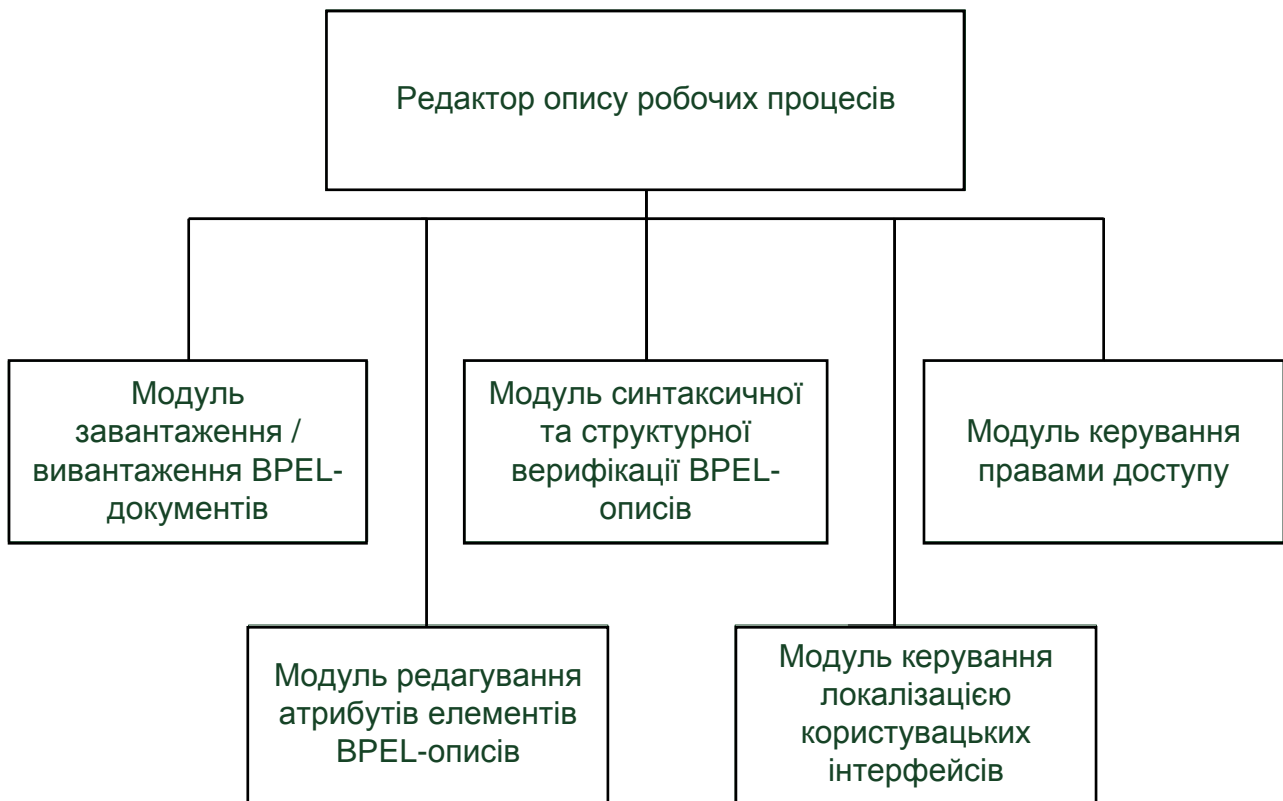 Редактор опису робочих процесів
Модуль
завантаження /
вивантаження BPEL-
документів
Модуль синтаксичної
та структурної
верифікації BPEL-
описів
Модуль керування
правами доступу
Модуль редагування
атрибутів елементів
BPEL-описів
Модуль керування
локалізацією
користувацьких
інтерфейсів